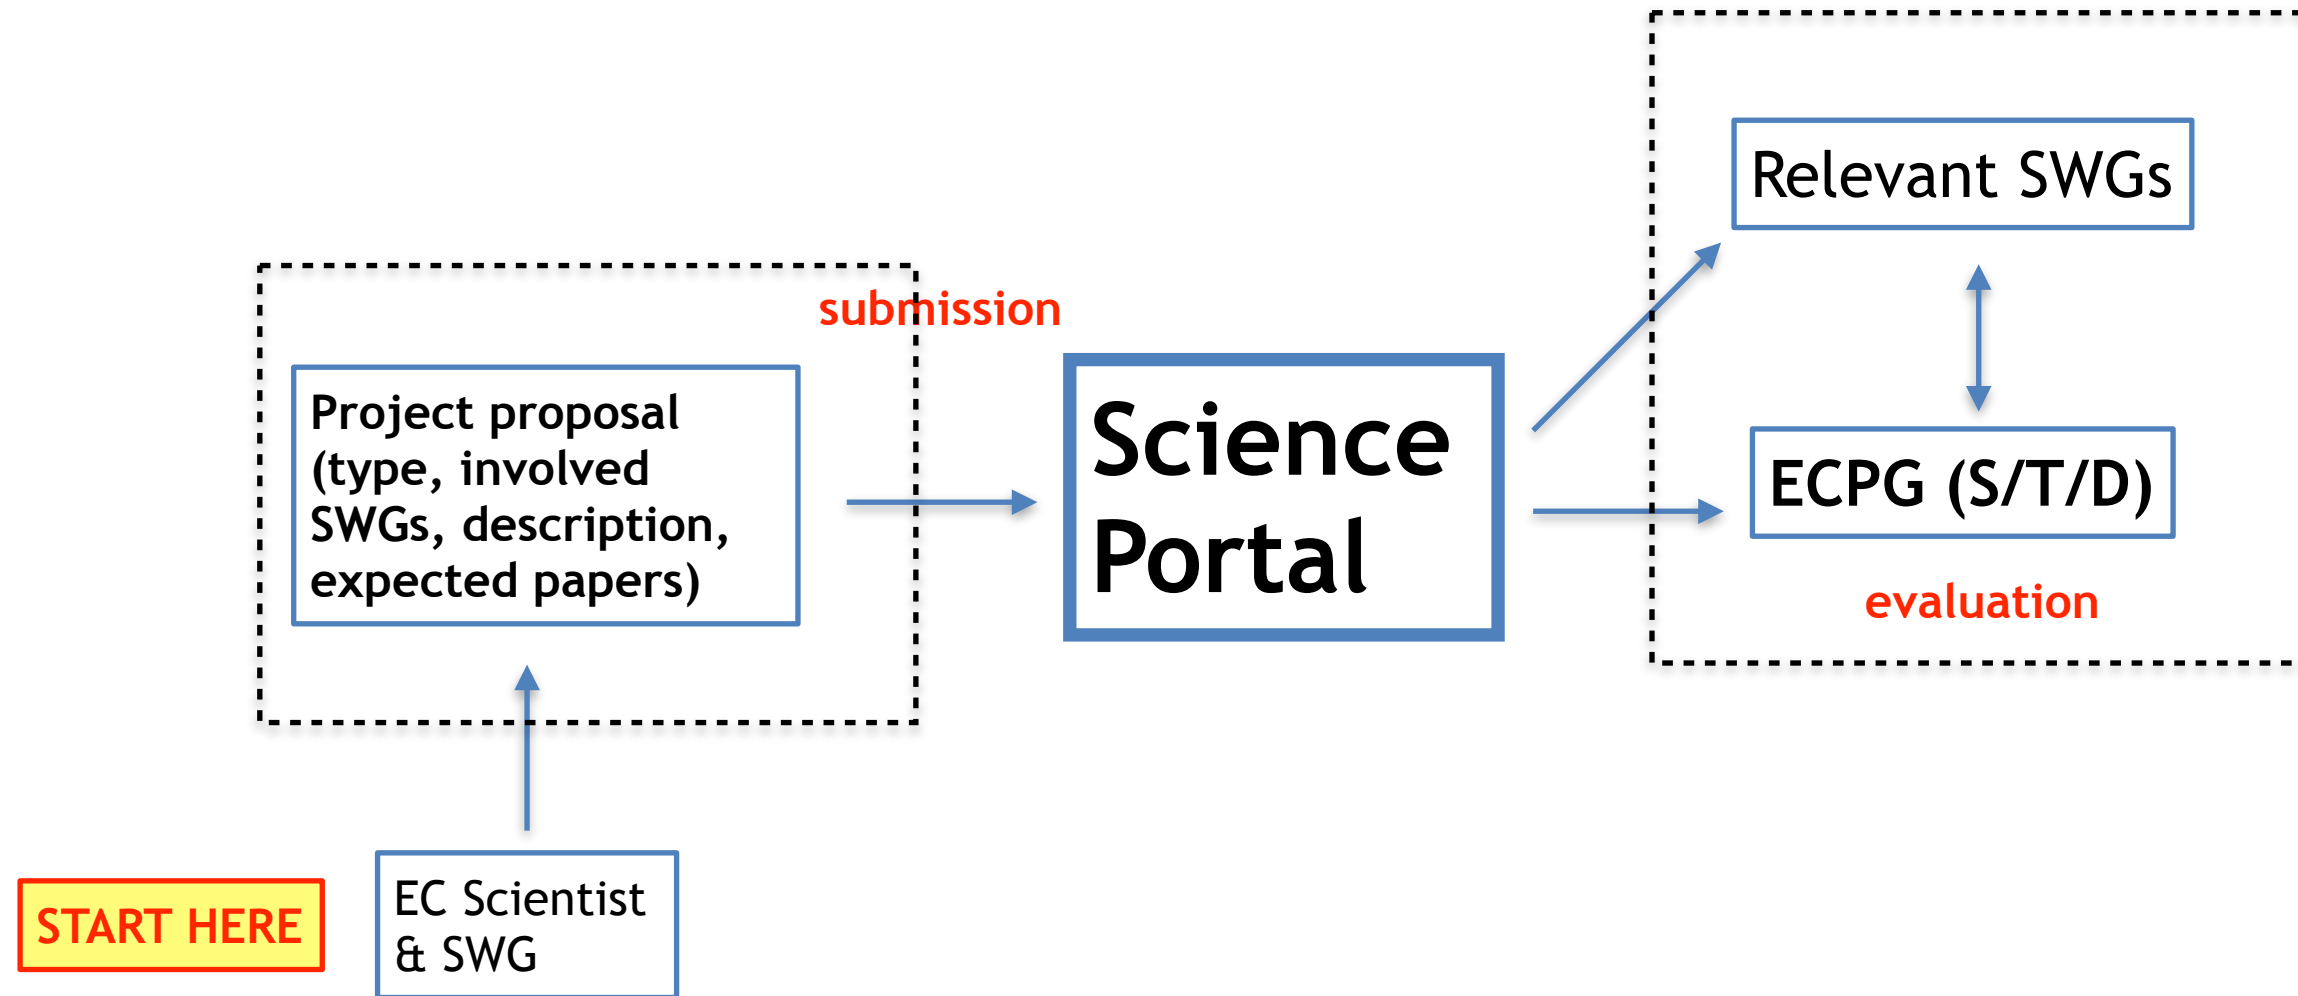 Relevant SWGs
submission
Project proposal
(type, involved
SWGs, description,
expected papers)
Science
Portal
ECPG (S/T/D)
evaluation
START HERE
EC Scientist
& SWG